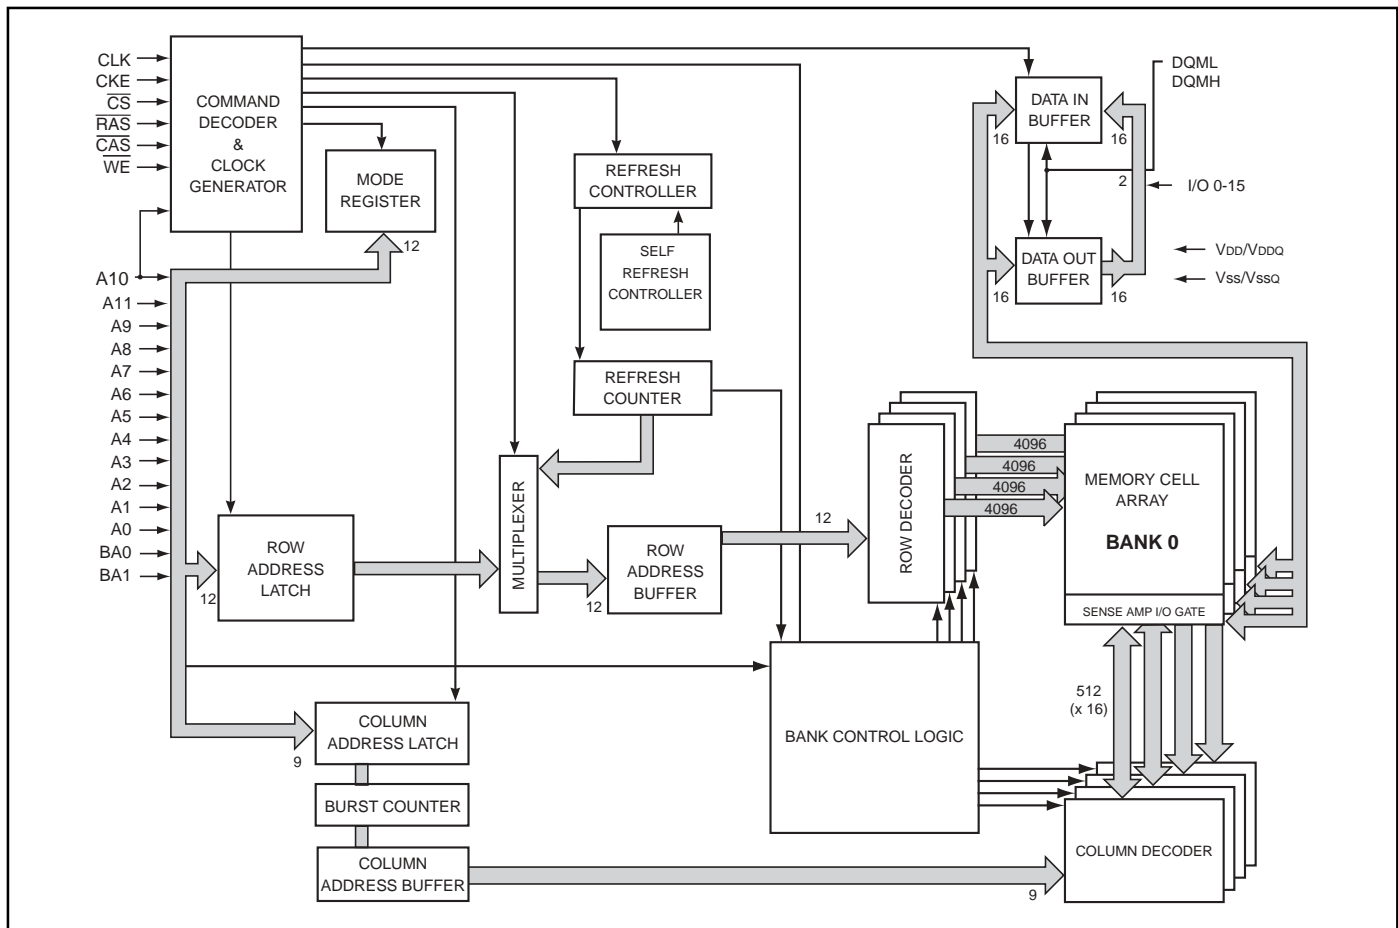 CLK
CKE
CS
RAS
CAS
WE
A10
A11
A9
A8
A7
A6
A5
A4
A3
A2
A1
A0
BA0
BA1
COMMAND
DECODER
&
CLOCK
GENERATOR
MODE
REGISTER
12
REFRESH
CONTROLLER
SELF
REFRESH
CONTROLLER
REFRESH
COUNTER
DATA IN
BUFFER
16
16
DQML
DQMH
2
I/O 0-15
DATA OUT
BUFFER
16
16
VDD/VDDQ
Vss/VssQ
MULTIPLEXER
ROW
ADDRESS
LATCH
12
ROW
ADDRESS
BUFFER
12
12
ROW DECODER
4096
4096
4096
4096
MEMORY CELL
ARRAY
BANK 0
SENSE AMP I/O GATE
512
(x 16)
BANK CONTROL LOGIC
COLUMN
ADDRESS LATCH
9
BURST COUNTER
COLUMN
ADDRESS BUFFER
9
COLUMN DECODER